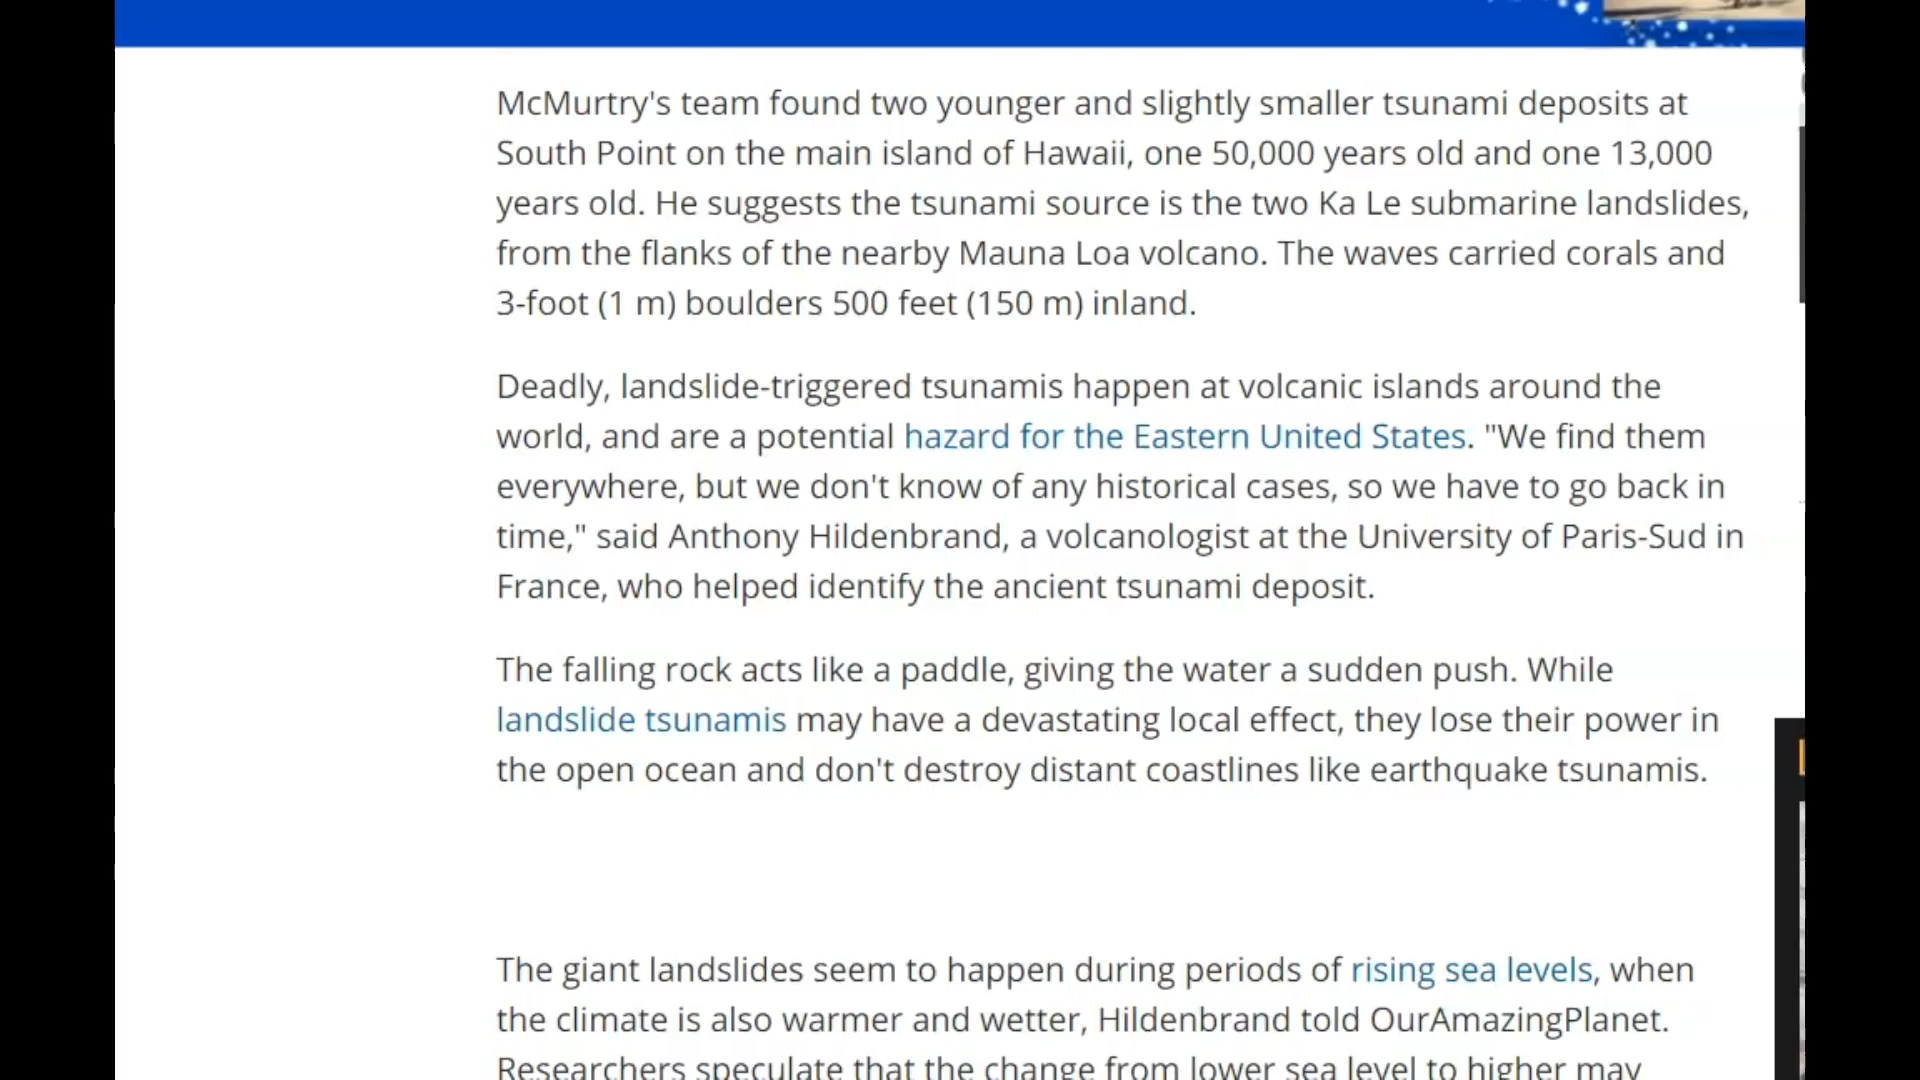 McMurtry's team found two younger and slightly smaller tsunami deposits at
South Point on the main island of Hawaii, one 50,000 years old and one 13,000
years old. He suggests the tsunami source is the two Ka Le submarine landslides,
from the flanks of the nearby Mauna Loa volcano. The waves carried corals and
3-foot (1 m) boulders 500 feet (150 m) inland.
Deadly, landslide-triggered tsunamis happen at volcanic islands around the
world, and are a potential hazard for the Eastern United States. "We find them
everywhere, but we don't know of any historical cases, so we have to go back in
time," said Anthony Hildenbrand, a volcanologist at the University of Paris-Sud in
France, who helped identify the ancient tsunami deposit.
The falling rock acts like a paddle, giving the water a sudden push. While
landslide tsunamis may have a devastating local effect, they lose their power in
the open ocean and don't destroy distant coastlines like earthquake tsunamis.
The giant landslides seem to happen during periods of rising sea levels, when
the climate is also warmer and wetter, Hildenbrand told OurAmazingPlanet.
Researchers speculate that the change from lower sea level to higher may